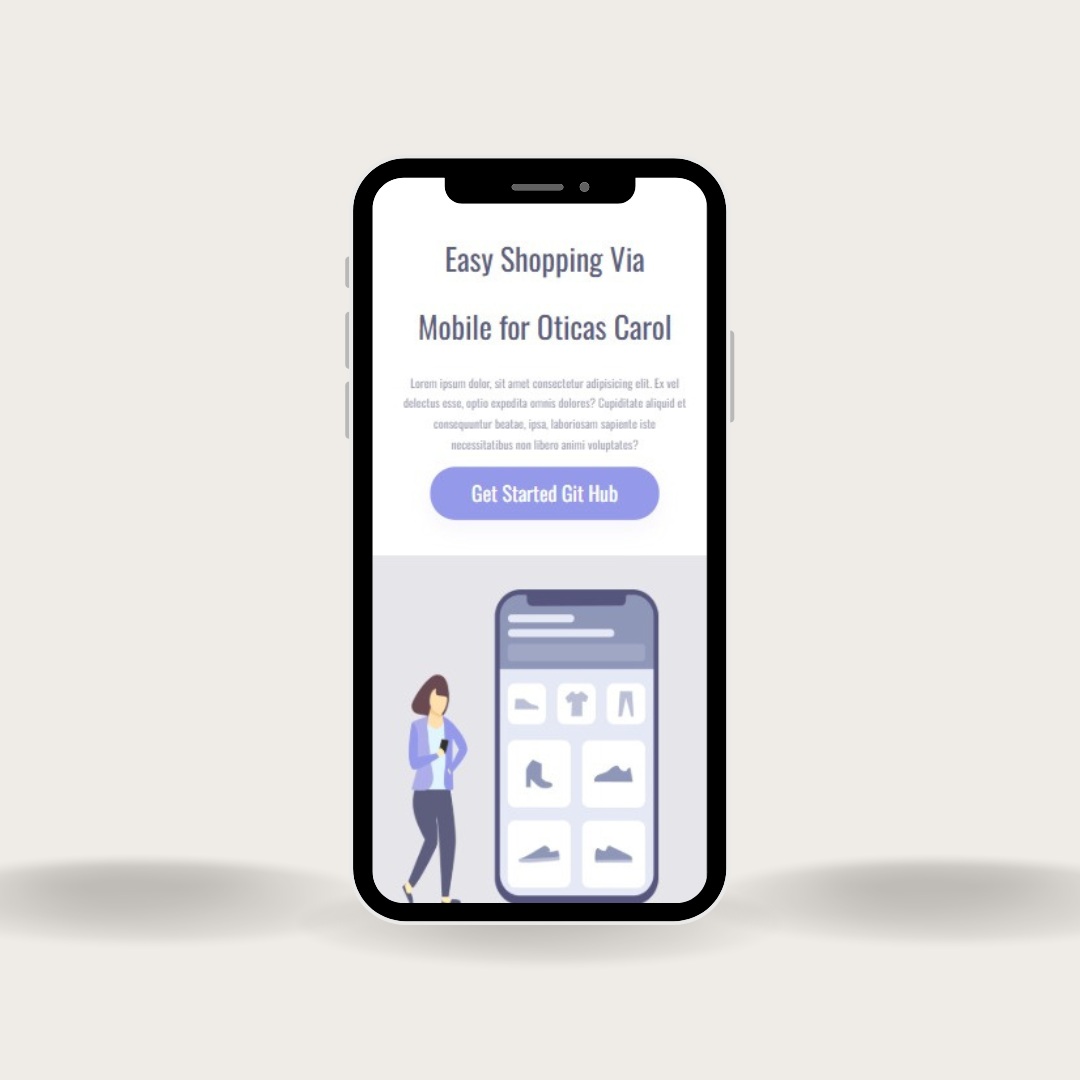 Easy Shopping Via
Mobile for Oticas Carol
Lorem ipsum dolor, sit amet consectetur adipisicing elit. Ex vel
delectus esse, optio expedita omnis dolores? Cupiditate aliquid et
consequuntur beatae, ipsa, laboriosam sapiente iste
necessitatibus non libero animi voluptates?
Get Started Git Hub